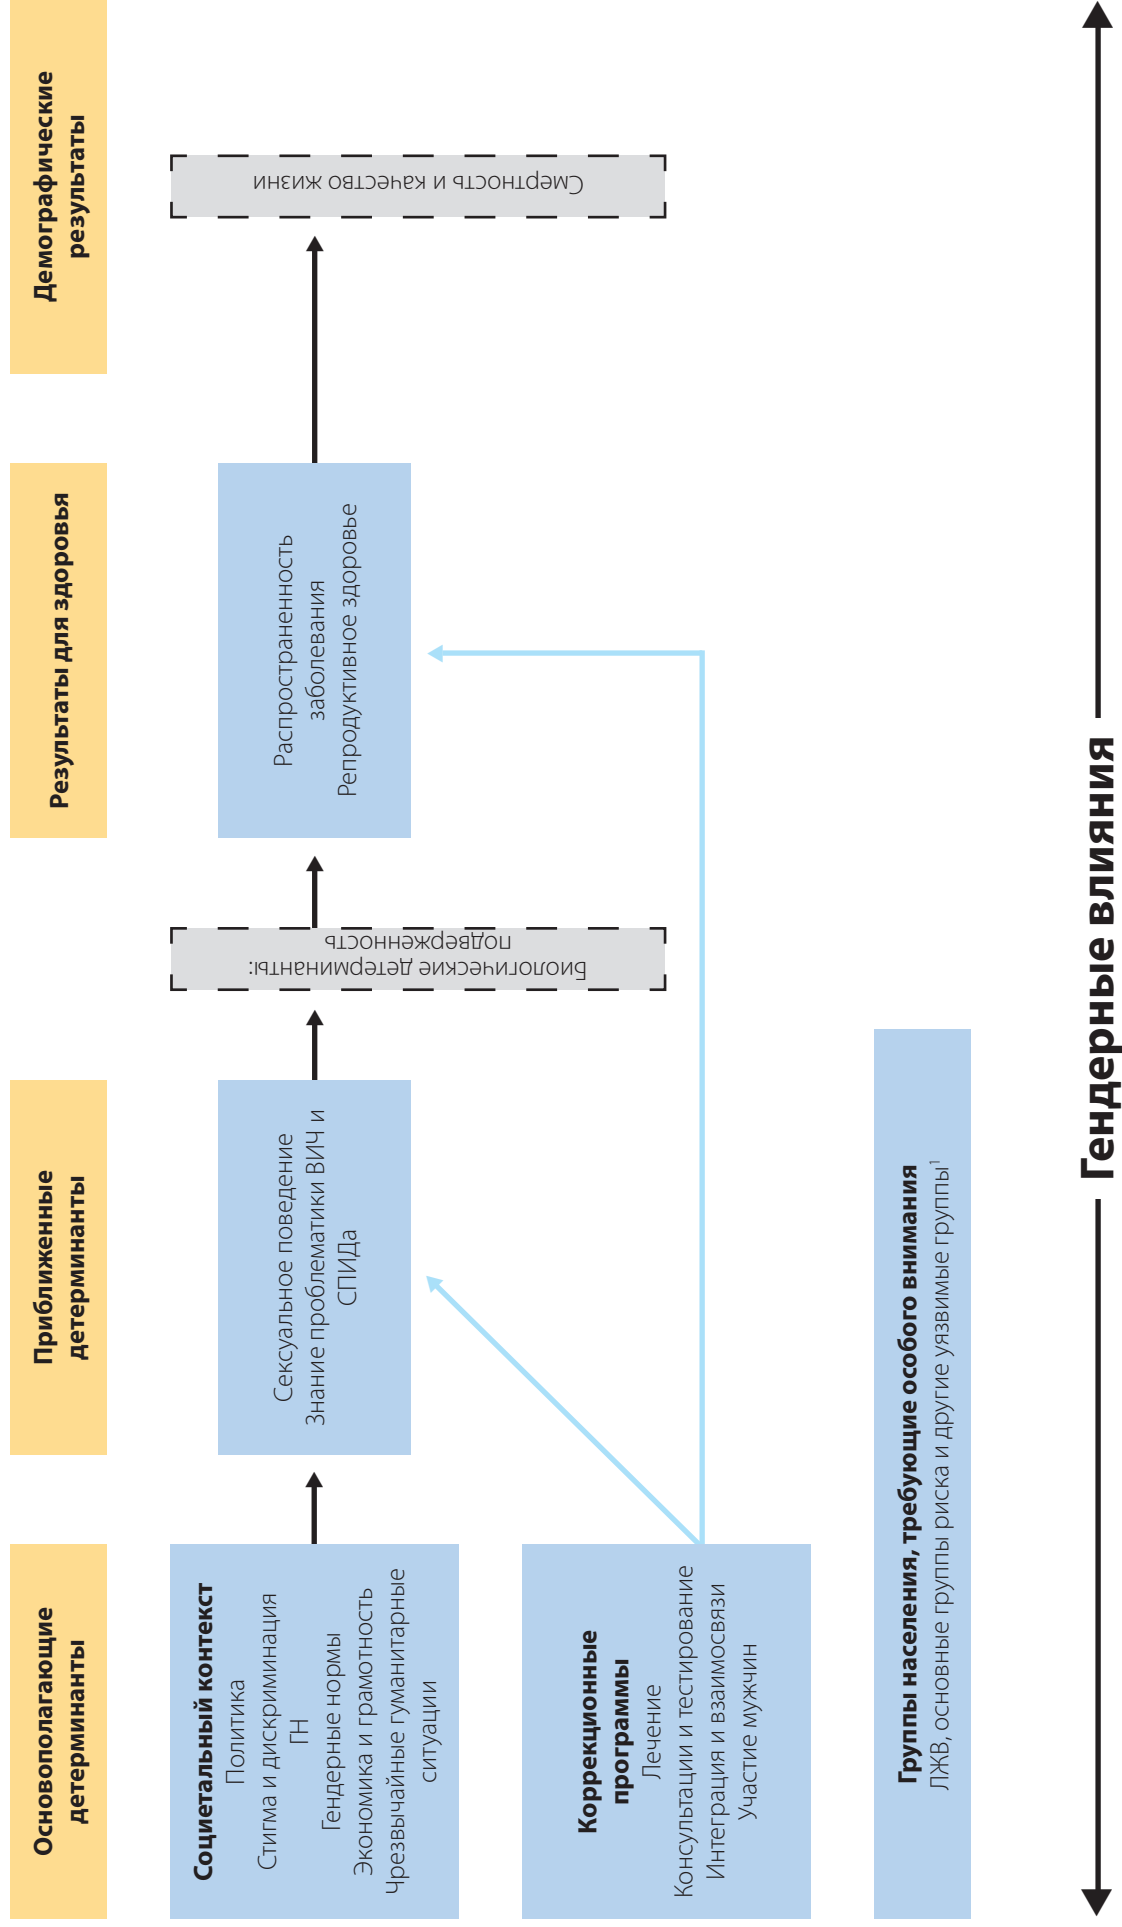 Основополагающие
детерминанты
Приближенные
детерминанты
Результаты для здоровья
Демографические
результаты
Социетальный контекст
Политика
Стигма и дискриминация
ГН
Гендерные нормы
Экономика и грамотность
Чрезвычайные гуманитарные
ситуации
Сексуальное поведение
Знание проблематики ВИЧ и
СПИДа
Биологические детерминанты:
подверженность
Распространенность
заболевания
Репродуктивное здоровье
Смертность и качество жизни
Коррекционные
программы
Лечение
Консультации и тестирование
Интеграция и взаимосвязи
Участие мужчин
Группы населения, требующие особого внимания
ЛЖВ, основные группы риска и другие уязвимые группы¹
Гендерные влияния